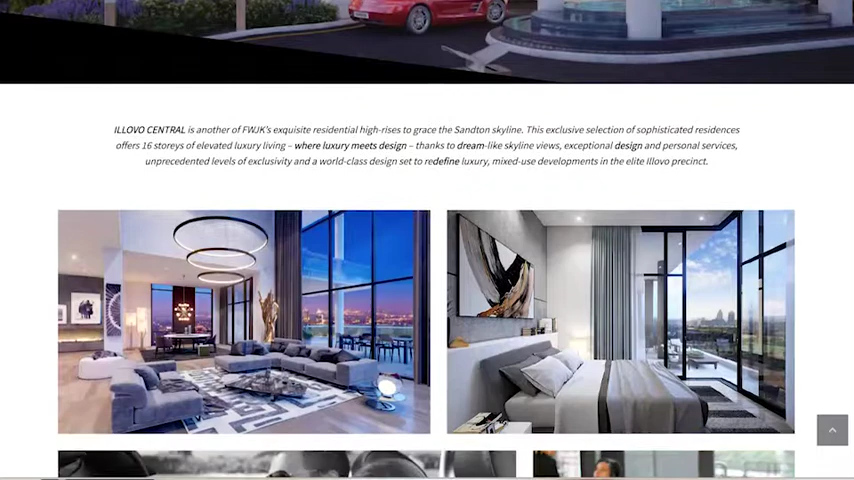 ILLOVO CENTRAL is another of FWJK's exquisite residential high-rises to grace the Sandton skyline. This exclusive selection of sophisticated residences
offers 16 storeys of elevated luxury living – where luxury meets design – thanks to dream-like skyline views, exceptional design and personal services,
unprecedented levels of exclusivity and a world-class design set to redefine luxury, mixed-use developments in the elite Illovo precinct.